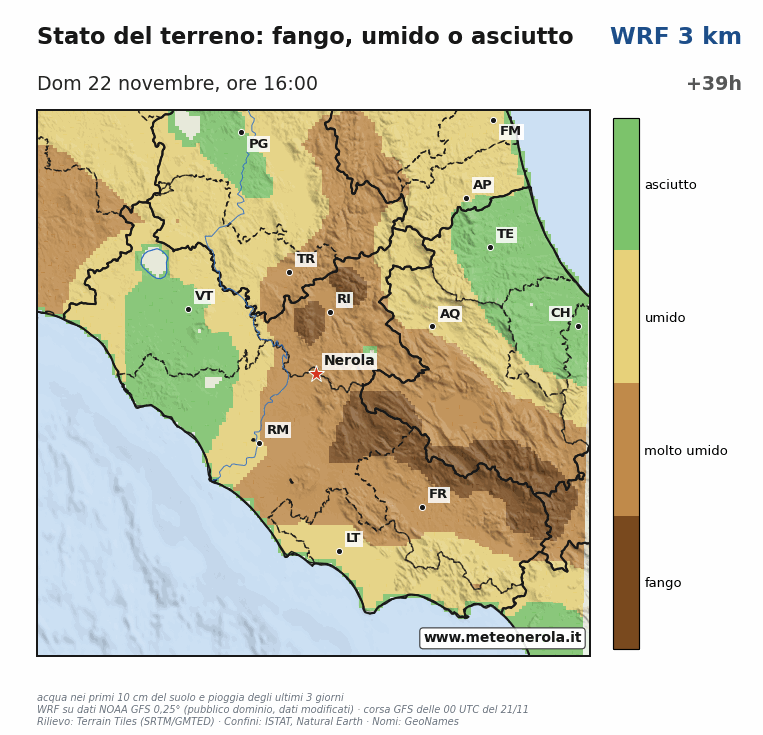 Stato del terreno: fango, umido o asciutto
WRF 3 km
Dom 22 novembre, ore 16:00
+39h
FM
PG
AP
TE
TR
RI
VT
AQ
CH
Nerola
RM
FR
LT
www.meteonerola.it
asciutto
umido
molto umido
fango
acqua nei primi 10 cm del suolo e pioggia degli ultimi 3 giorni
WRF su dati NOAA GFS 0,25° (pubblico dominio, dati modificati) · corsa GFS delle 00 UTC del 21/11
Rilievo: Terrain Tiles (SRTM/GMTED) · Confini: ISTAT, Natural Earth · Nomi: GeoNames